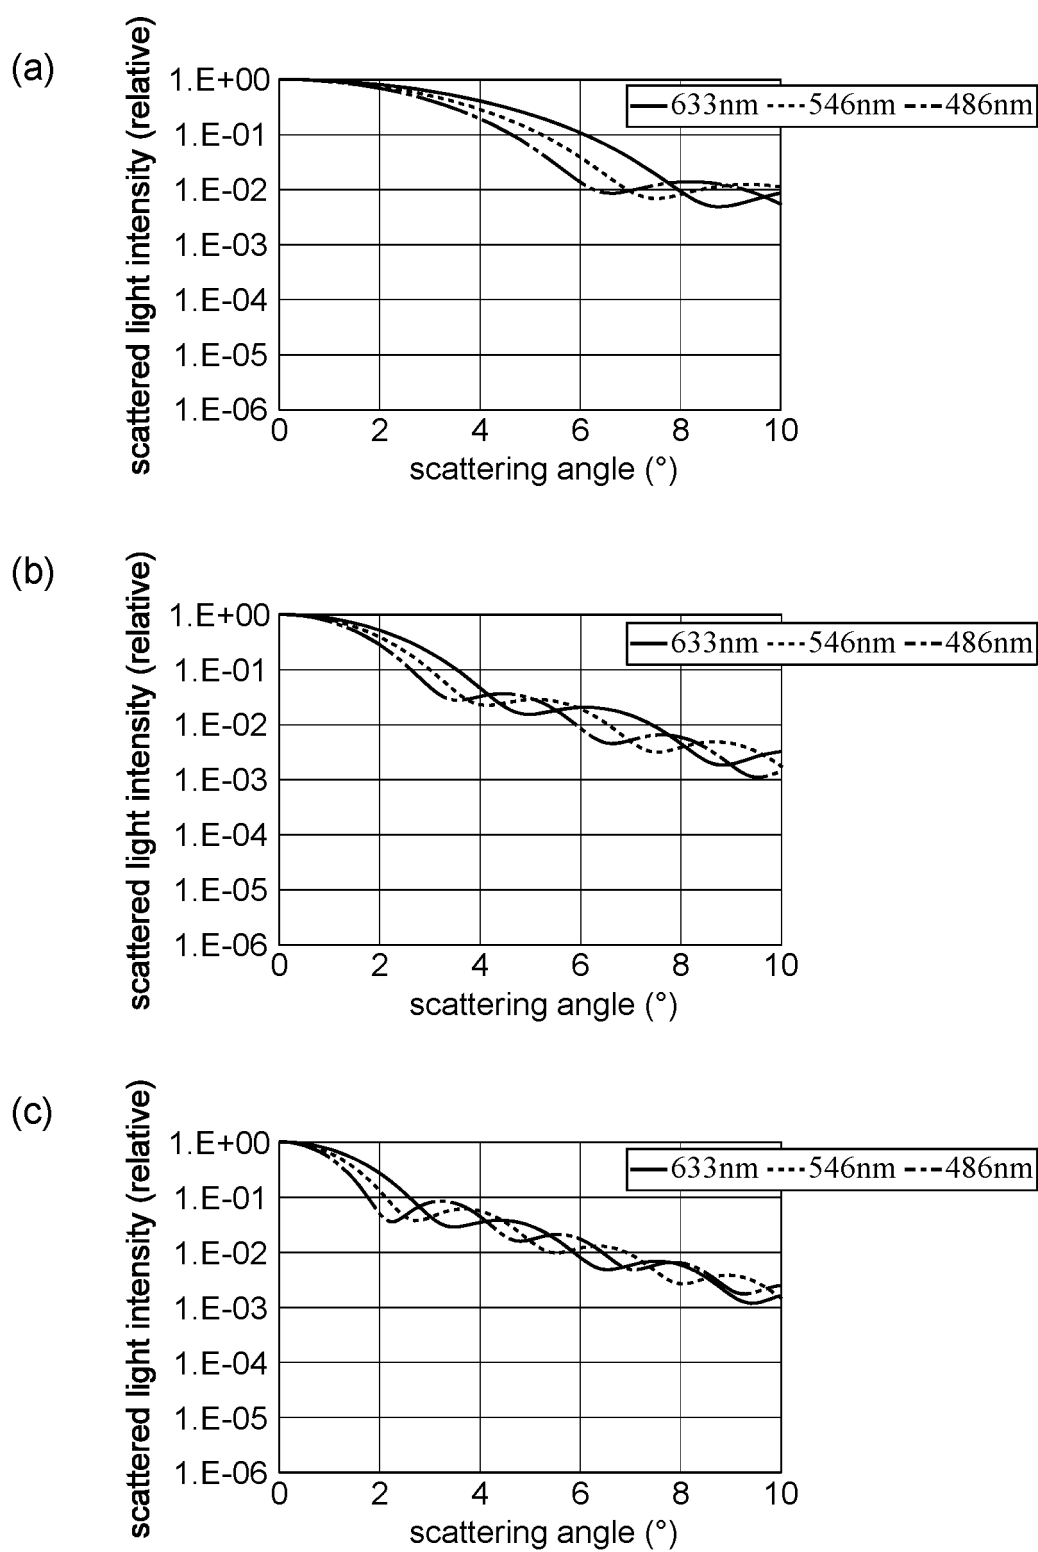 (a)
scattered light intensity (relative)
1.E+00
1.E-01
1.E-02
1.E-03
1.E-04
1.E-05
1.E-06
633nm 546nm 486nm
0 2 4 6 8 10
scattering angle (°)
(b)
scattered light intensity (relative)
1.E+00
1.E-01
1.E-02
1.E-03
1.E-04
1.E-05
1.E-06
633nm 546nm 486nm
0 2 4 6 8 10
scattering angle (°)
(c)
scattered light intensity (relative)
1.E+00
1.E-01
1.E-02
1.E-03
1.E-04
1.E-05
1.E-06
633nm 546nm 486nm
0 2 4 6 8 10
scattering angle (°)